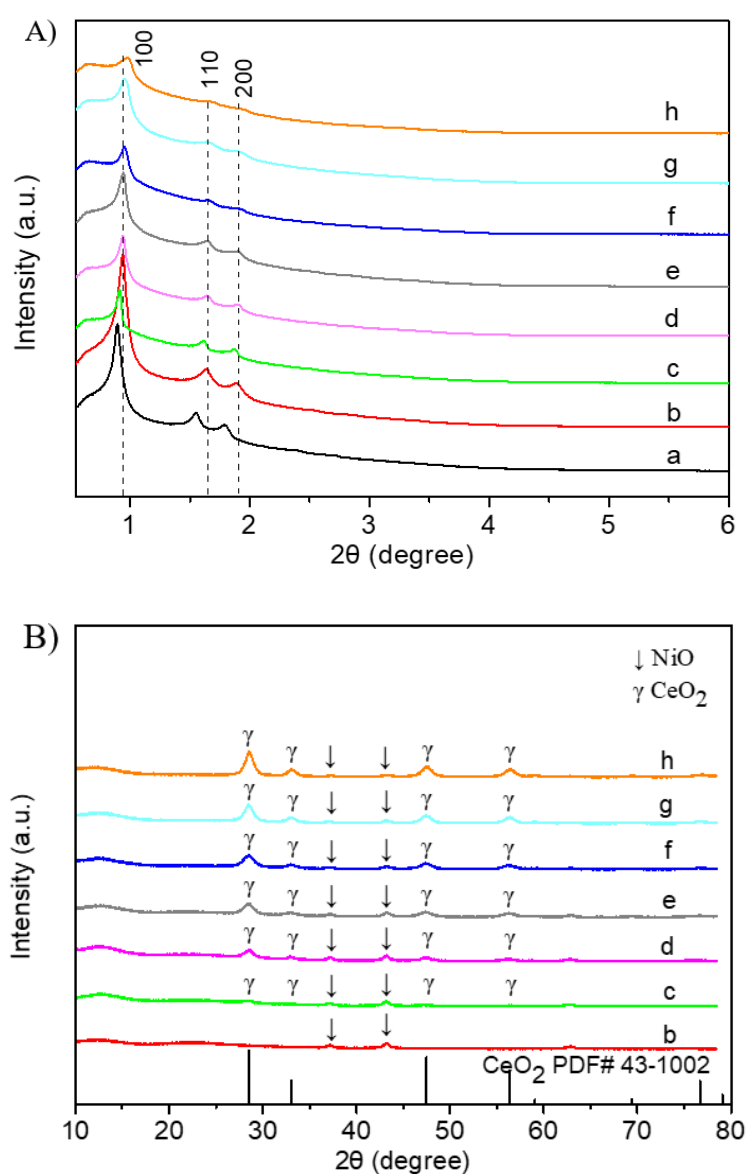 A)
100
110
200
h
g
f
e
d
c
b
a
Intensity (a.u.)
1
2
3
4
5
6
2θ (degree)
B)
↓ NiO
γ CeO2
γ γ ↓ ↓ γ γ
h
γ γ ↓ ↓ γ γ
g
γ γ ↓ ↓ γ γ
f
γ γ ↓ ↓ γ γ
e
γ γ ↓ ↓ γ γ
d
γ γ ↓ ↓ γ γ
c
↓ ↓
b
CeO2 PDF# 43-1002
Intensity (a.u.)
10 20 30 40 50 60 70 80
2θ (degree)